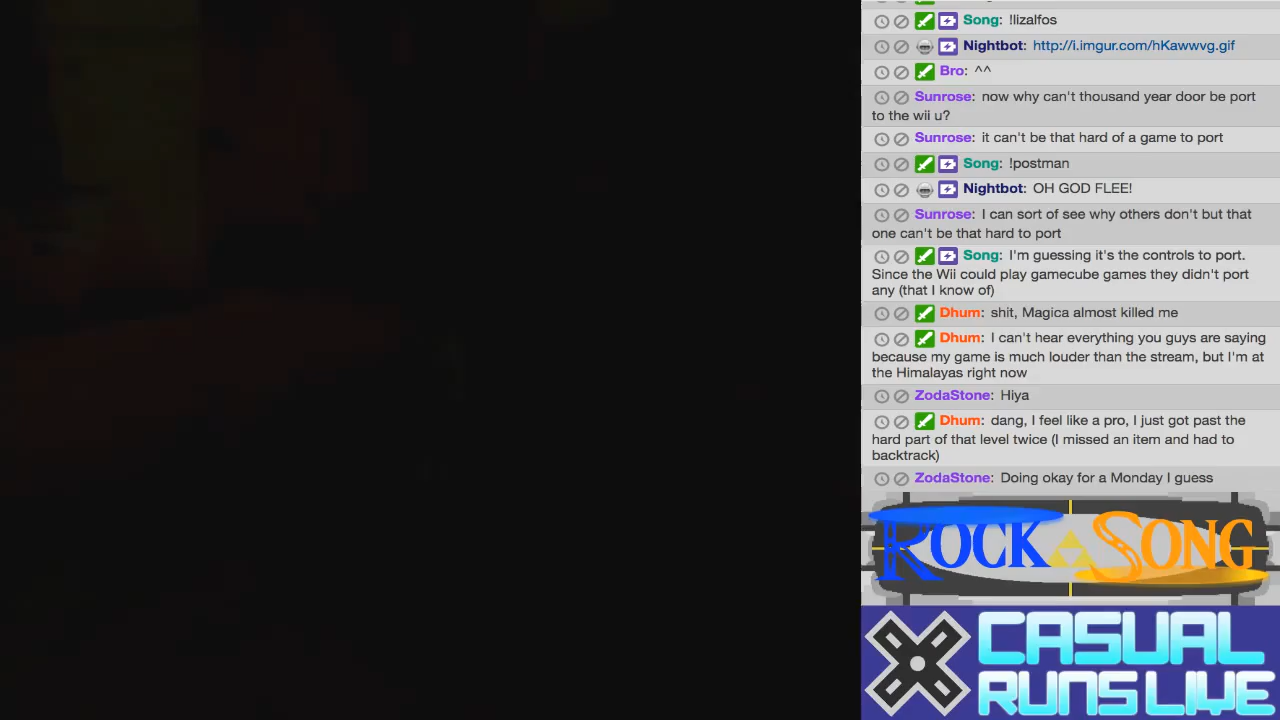 Song: !lizalfos
Nightbot: http://i.imgur.com/hKawwvg.gif
Bro: ^^
Sunrose: now why can't thousand year door be port
to the wii u?
Sunrose: it can't be that hard of a game to port
Song: !postman
Nightbot: OH GOD FLEE!
Sunrose: I can sort of see why others don't but that
one can't be that hard to port
Song: I'm guessing it's the controls to port.
Since the Wii could play gamecube games they didn't port
any (that I know of)
Dhum: shit, Magica almost killed me
Dhum: I can't hear everything you guys are saying
because my game is much louder than the stream, but I'm at
the Himalayas right now
ZodaStone: Hiya
Dhum: dang, I feel like a pro, I just got past the
hard part of that level twice (I missed an item and had to
backtrack)
ZodaStone: Doing okay for a Monday I guess
ROCK SONG
CASUAL
RUNS LIVE